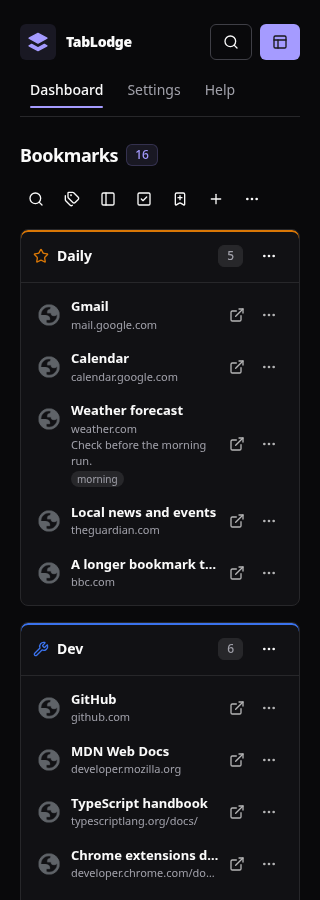 TabLodge
Dashboard Settings Help
Bookmarks 16
Daily 5
Gmail
mail.google.com
Calendar
calendar.google.com
Weather forecast
weather.com
Check before the morning
run.
morning
Local news and events
theguardian.com
A longer bookmark t...
bbc.com
Dev 6
GitHub
github.com
MDN Web Docs
developer.mozilla.org
TypeScript handbook
typescriptlang.org/docs/
Chrome extensions d...
developer.chrome.com/do...